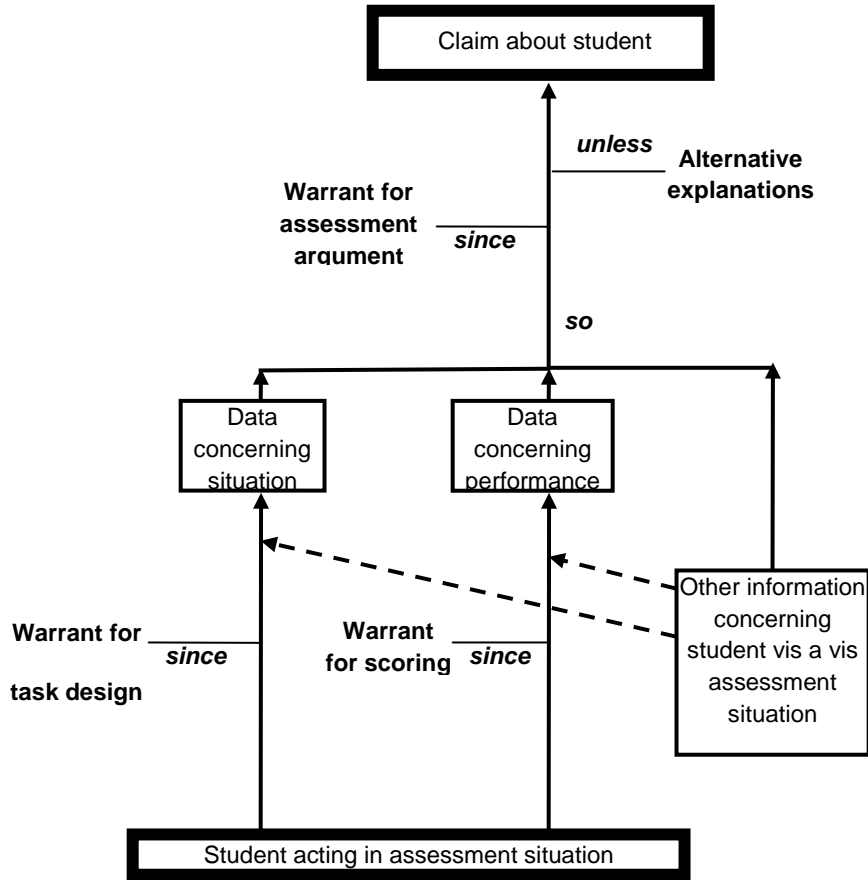 Claim about student
unless
Alternative
explanations
Warrant for
assessment
argument
since
so
Data
concerning
situation
Data
concerning
performance
Other information
concerning
student vis a vis
assessment
situation
Warrant for
task design
since
Warrant
for scoring
since
Student acting in assessment situation